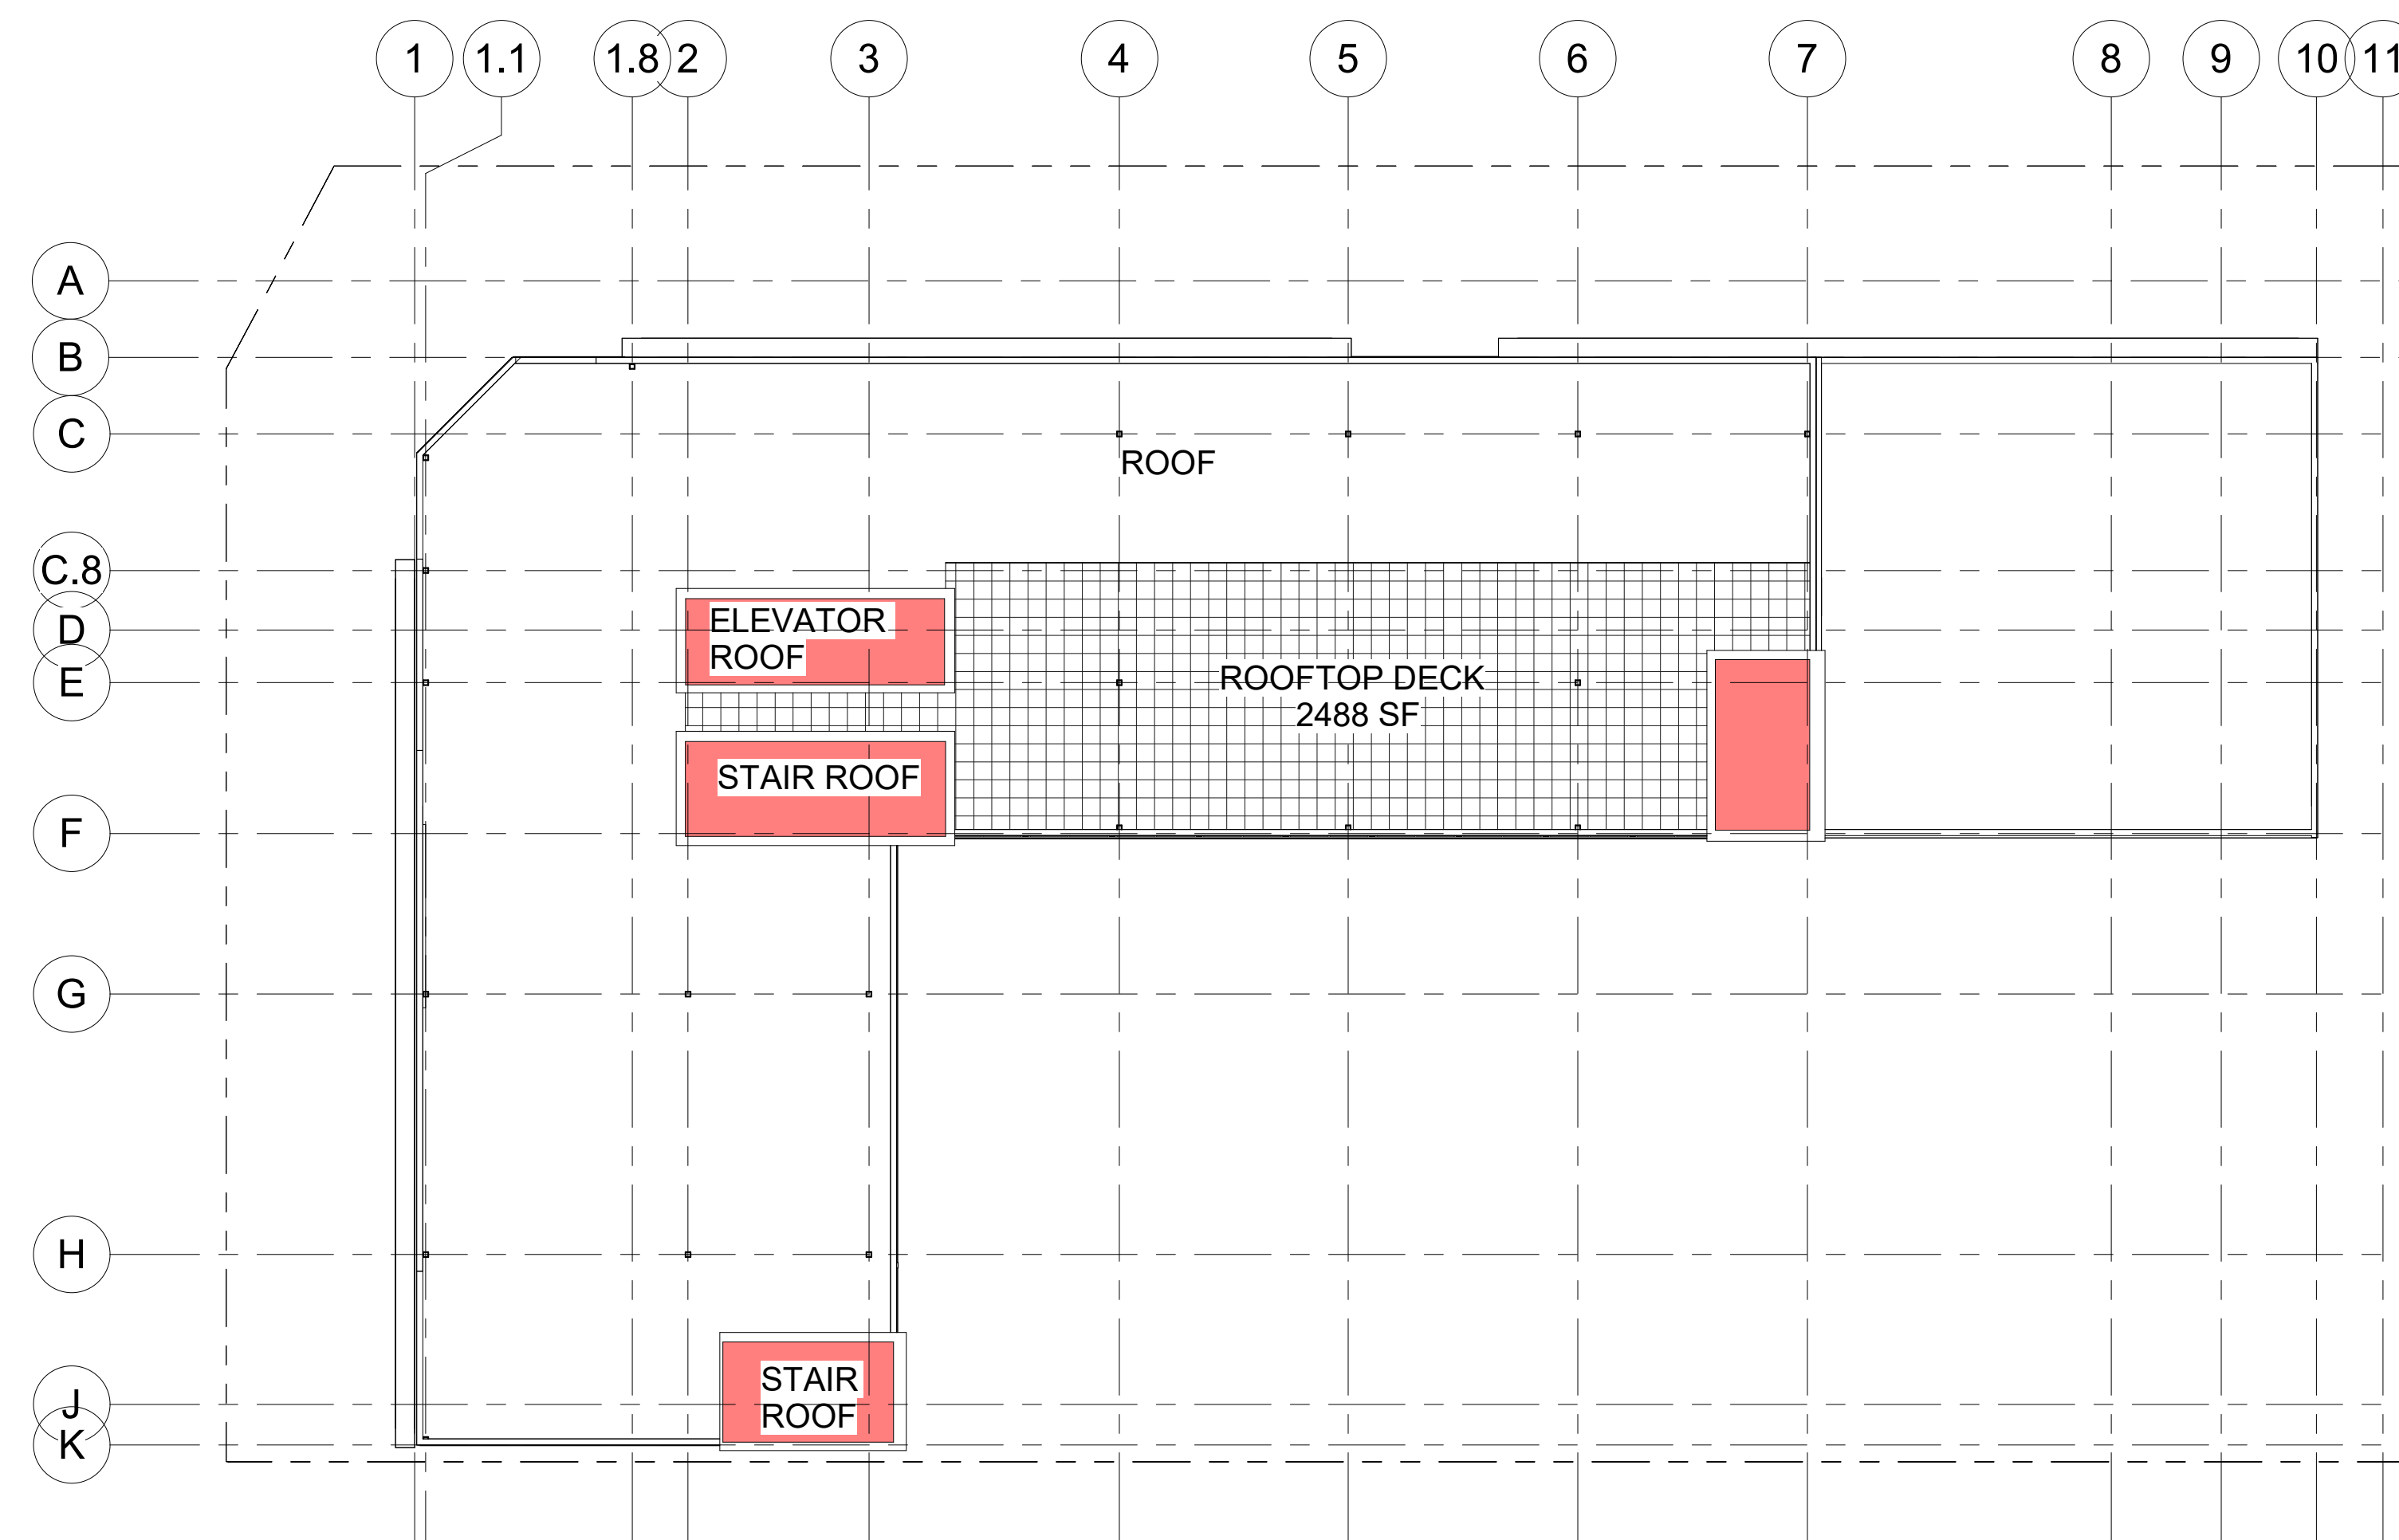 1
1.1
1.8
2
3
4
5
6
7
8
9
10
11
A
B
C
ROOF
C.8
D
E
ELEVATOR
ROOF
ROOFTOP DECK
2488 SF
STAIR ROOF
F
G
H
J
K
STAIR
ROOF